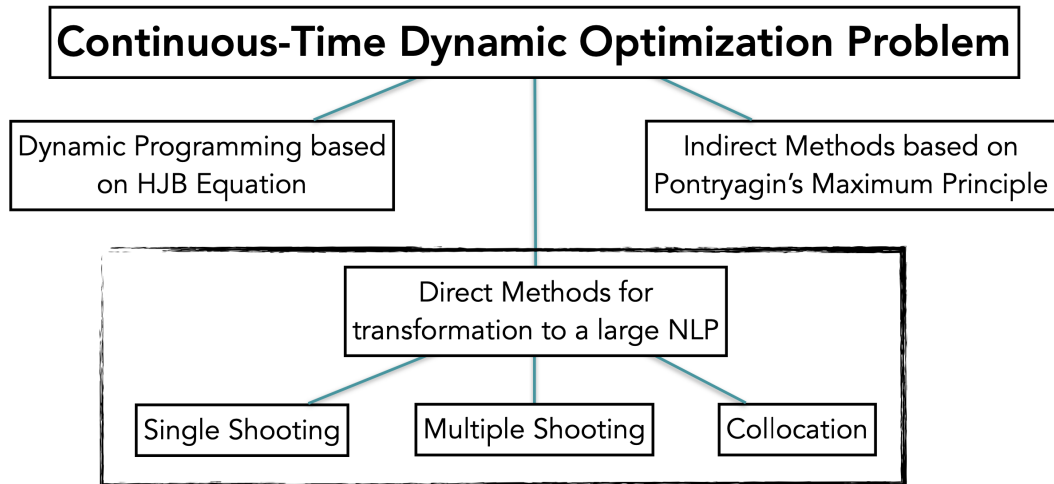 Continuous-Time Dynamic Optimization Problem
Dynamic Programming based
on HJB Equation
Indirect Methods based on
Pontryagin's Maximum Principle
Direct Methods for
transformation to a large NLP
Single Shooting
Multiple Shooting
Collocation